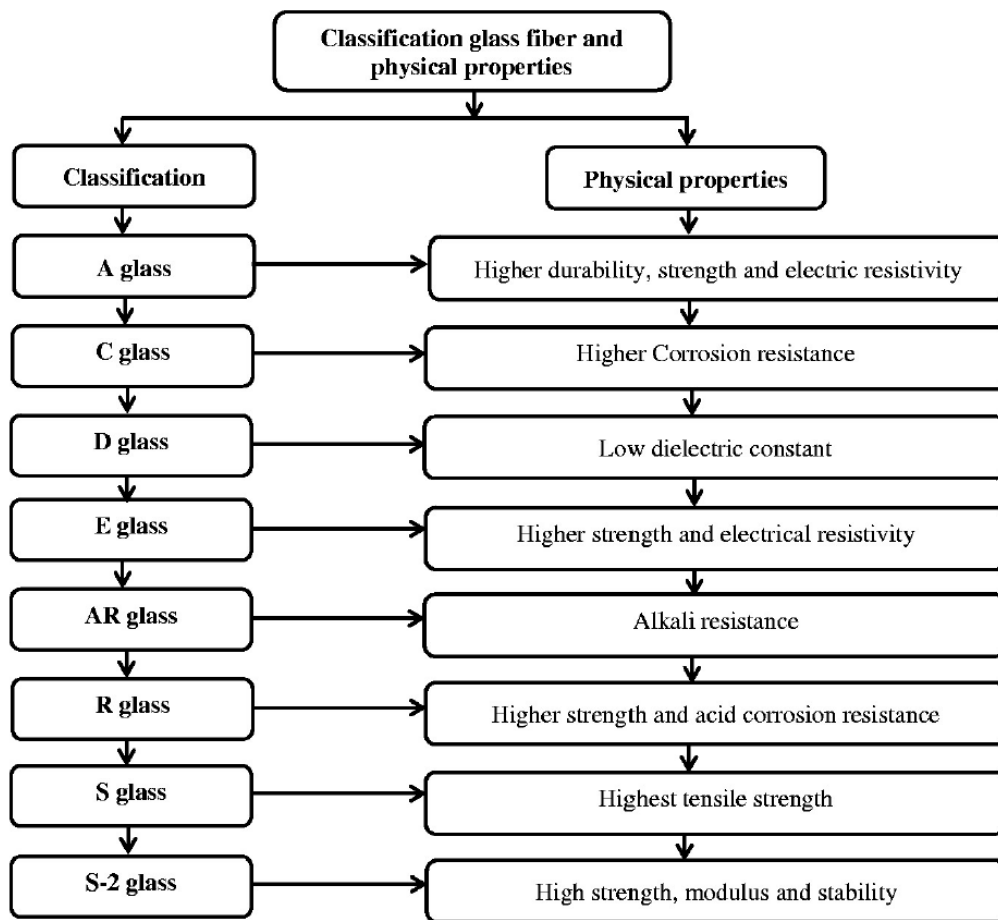 Classification glass fiber and
physical properties
Classification
Physical properties
A glass
Higher durability, strength and electric resistivity
C glass
Higher Corrosion resistance
D glass
Low dielectric constant
E glass
Higher strength and electrical resistivity
AR glass
Alkali resistance
R glass
Higher strength and acid corrosion resistance
S glass
Highest tensile strength
S-2 glass
High strength, modulus and stability